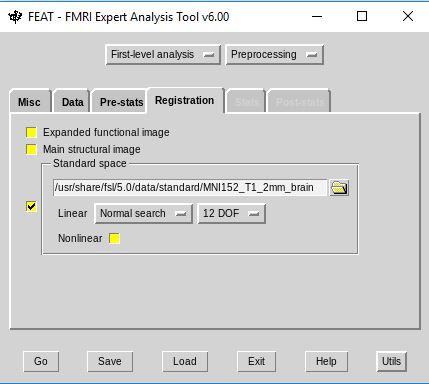 FEAT - FMRI Expert Analysis Tool v6.00
First-level analysis Preprocessing
Misc Data Pre-stats Registration Stats Post-stats
Expanded functional image
Main structural image
Standard space
/usr/share/fsl/5.0/data/standard/MNI152_T1_2mm_brain
Linear Normal search 12 DOF
Nonlinear
Go Save Load Exit Help Utils